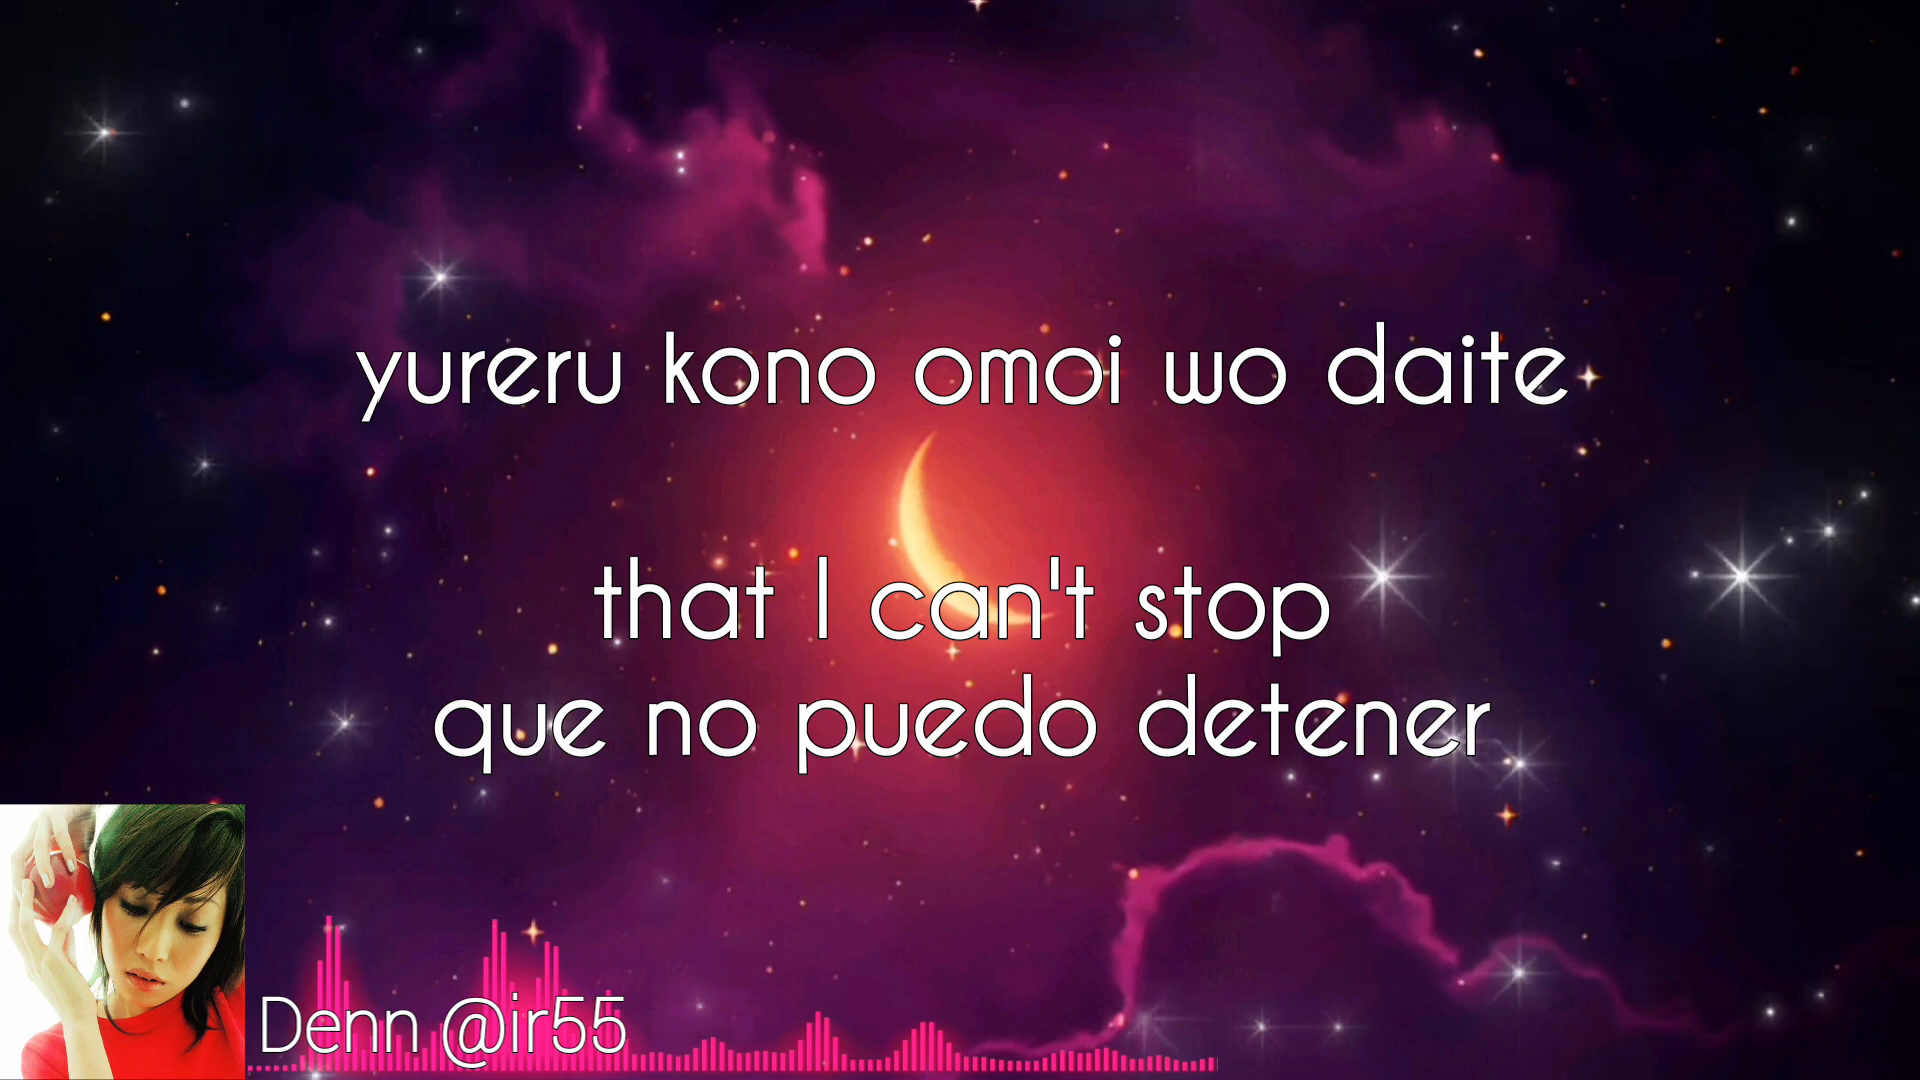 yureru kono omoi wo daite
that I can't stop
que no puedo detener
Denn @ir55